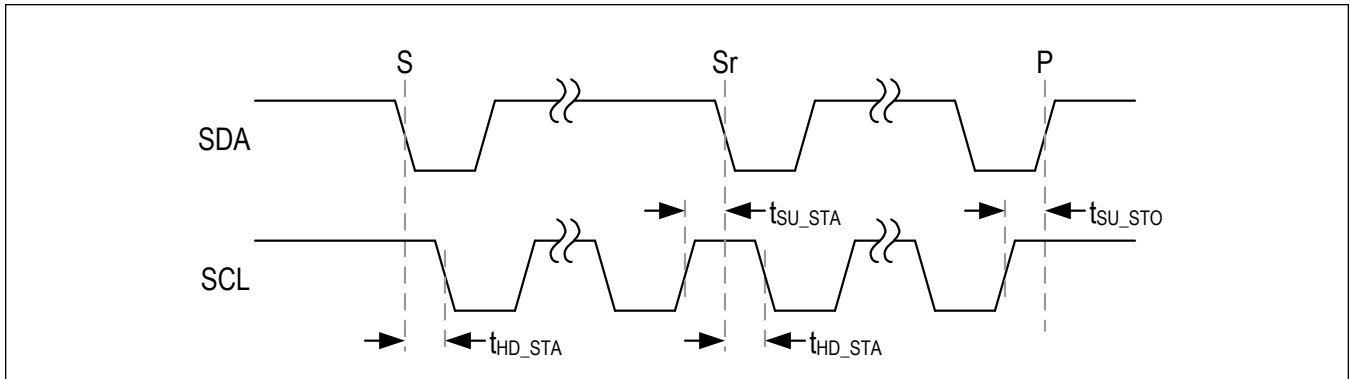 S Sr P
SDA
tSU_STA tSU_STO
SCL
tHD_STA tHD_STA